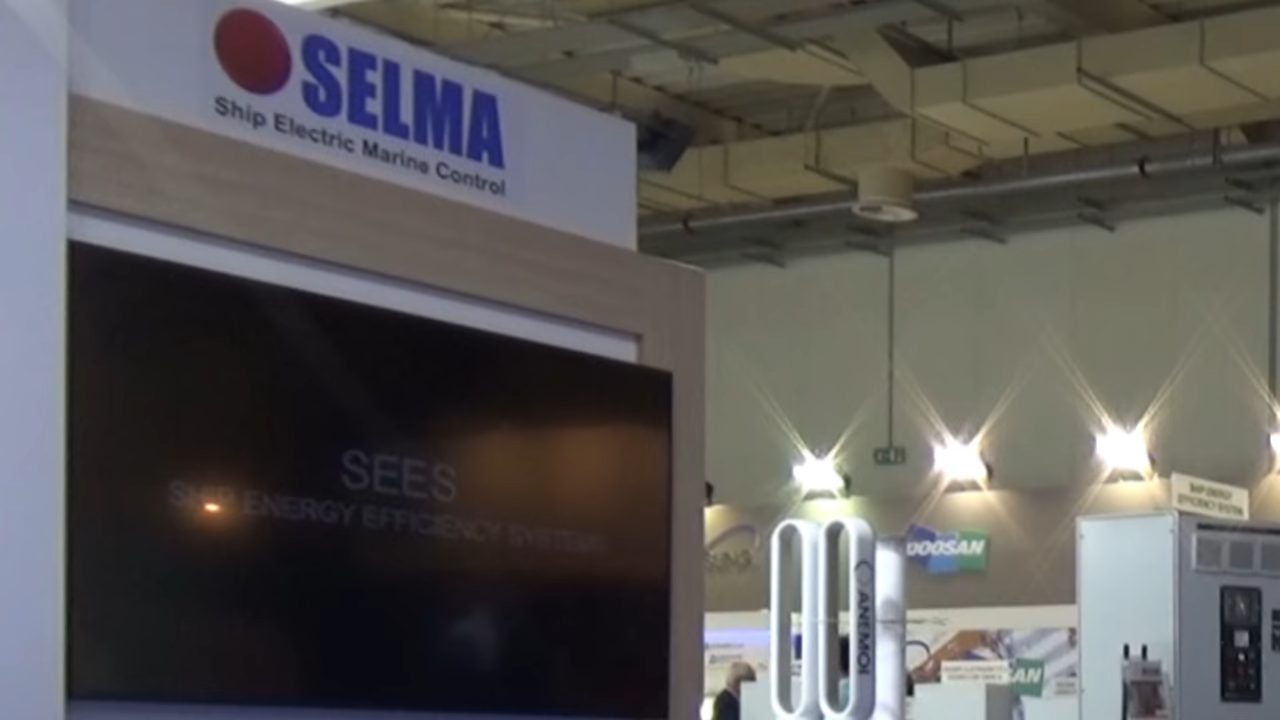 SELMA
Ship Electric Marine Control
SEES
SHIP ENERGY EFFICIENCY SYSTEMS
DOOSAN
ANEMOI
SHIP ENERGY
EFFICIENCY SYSTEM